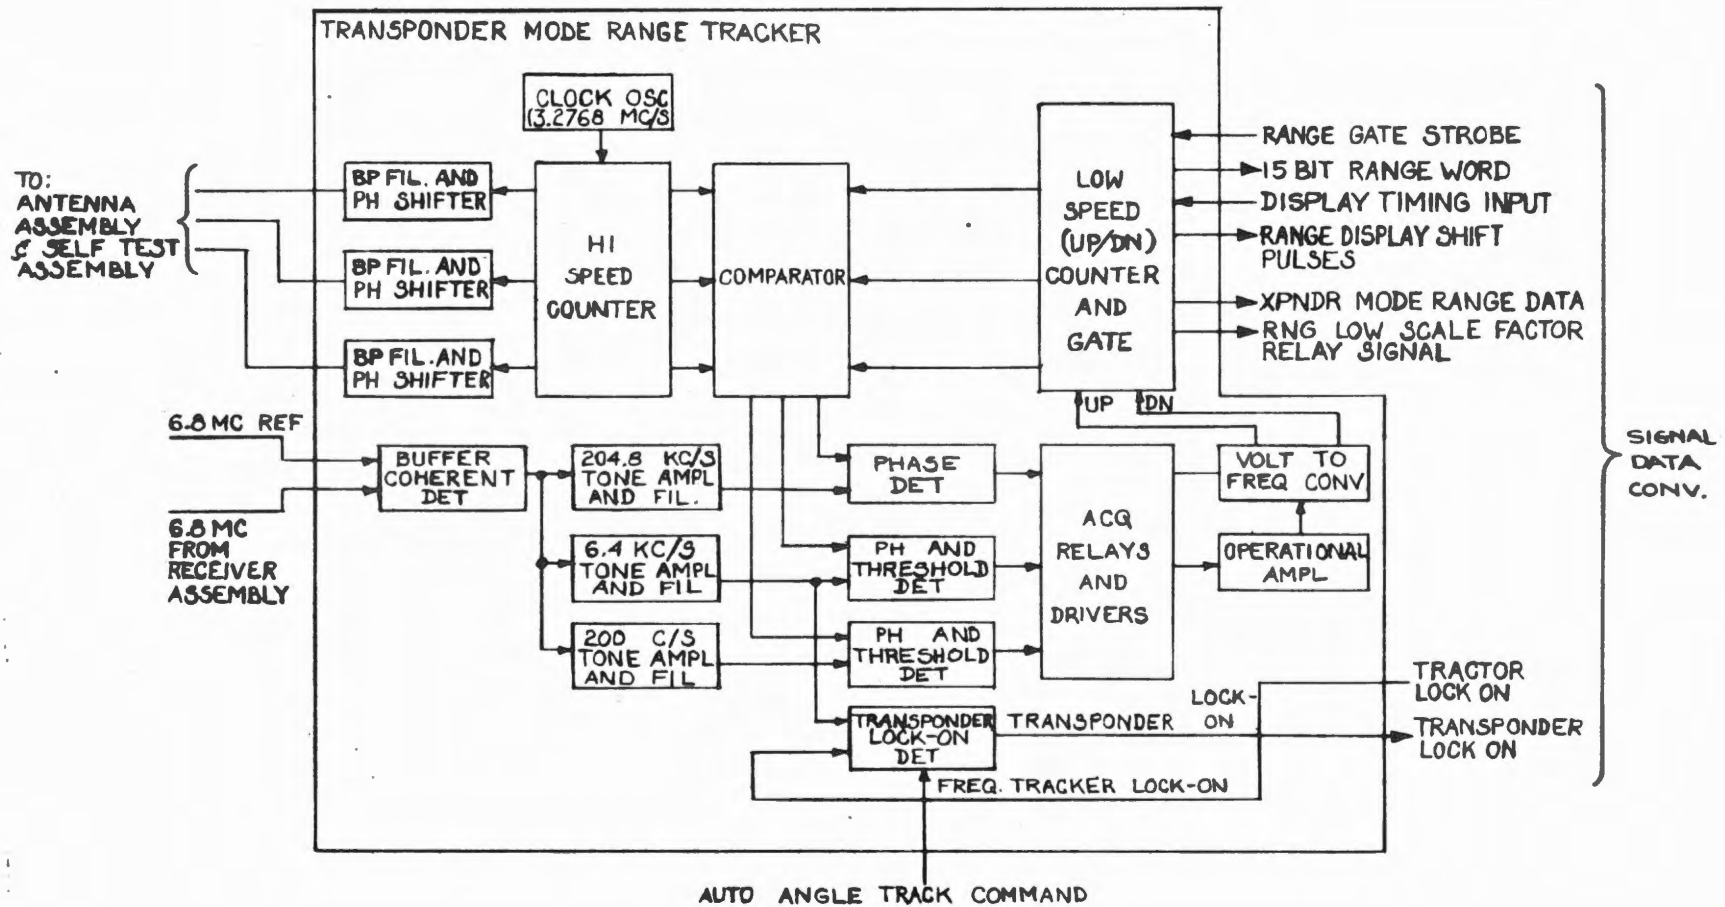 TRANSPONDER MODE RANGE TRACKER
CLOCK OSC
(3.2768 MC/S
TO:
ANTENNA
ASSEMBLY
& SELF TEST
ASSEMBLY
BP FIL. AND
PH SHIFTER
BP FIL. AND
PH SHIFTER
BP FIL. AND
PH SHIFTER
HI
SPEED
COUNTER
COMPARATOR
LOW
SPEED
(UP/DN)
COUNTER
AND
GATE
RANGE GATE STROBE
15 BIT RANGE WORD
DISPLAY TIMING INPUT
RANGE DISPLAY SHIFT
PULSES
XPNDR MODE RANGE DATA
RNG LOW SCALE FACTOR
RELAY SIGNAL
UP
DN
6.8 MC REF
6.8 MC
FROM
RECEIVER
ASSEMBLY
BUFFER
COHERENT
DET
204.8 KC/S
TONE AMPL
AND FIL.
6.4 KC/S
TONE AMPL
AND FIL
200 C/S
TONE AMPL
AND FIL
PHASE
DET
PH AND
THRESHOLD
DET
PH AND
THRESHOLD
DET
TRANSPONDER
LOCK-ON
DET
ACQ
RELAYS
AND
DRIVERS
VOLT TO
FREQ CONV.
OPERATIONAL
AMPL
SIGNAL
DATA
CONV.
TRANSPONDER
LOCK-
ON
FREQ. TRACKER LOCK-ON
TRACTOR
LOCK ON
TRANSPONDER
LOCK ON
AUTO ANGLE TRACK COMMAND